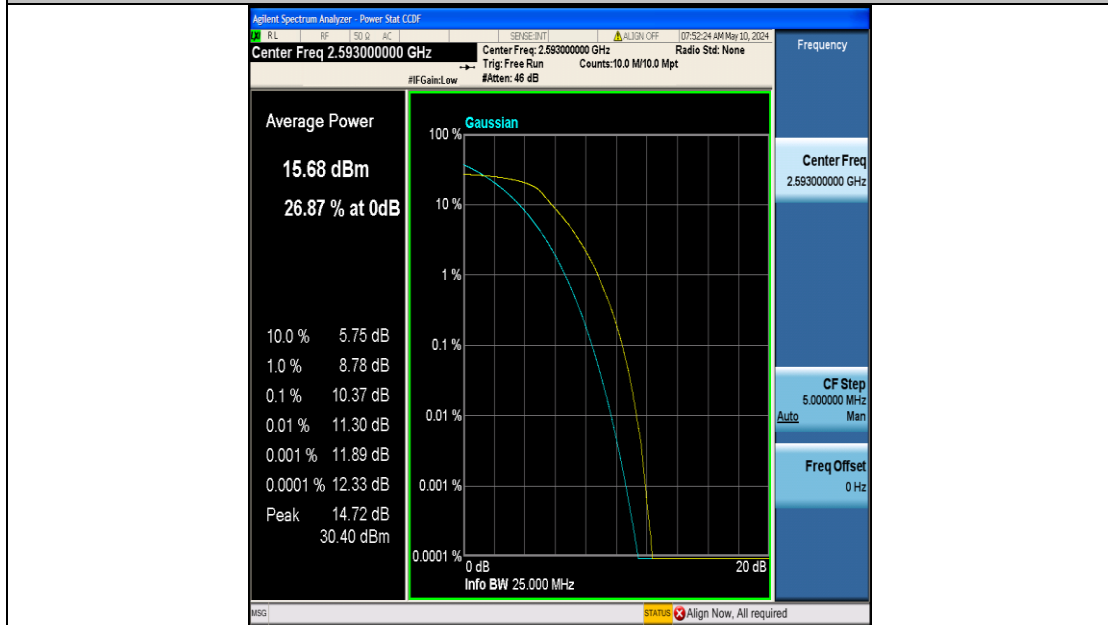 Agilent Spectrum Analyzer - Power Stat CCDF
RL RF 50 Ω AC SENSE:INT ALIGN OFF 07:52:24 AM May 10, 2024
Center Freq 2.593000000 GHz
Center Freq: 2.593000000 GHz Radio Std: None
Trig: Free Run Counts:10.0 M/10.0 Mpt
#IFGain:Low #Atten: 46 dB
Frequency
Average Power
15.68 dBm
26.87 % at 0dB
10.0 % 5.75 dB
1.0 % 8.78 dB
0.1 % 10.37 dB
0.01 % 11.30 dB
0.001 % 11.89 dB
0.0001 % 12.33 dB
Peak 14.72 dB
30.40 dBm
Gaussian
100 %
10 %
1 %
0.1 %
0.01 %
0.001 %
0.0001 %
0 dB 20 dB
Info BW 25.000 MHz
Center Freq
2.593000000 GHz
CF Step
5.000000 MHz
Auto Man
Freq Offset
0 Hz
MSG STATUS Align Now, All required